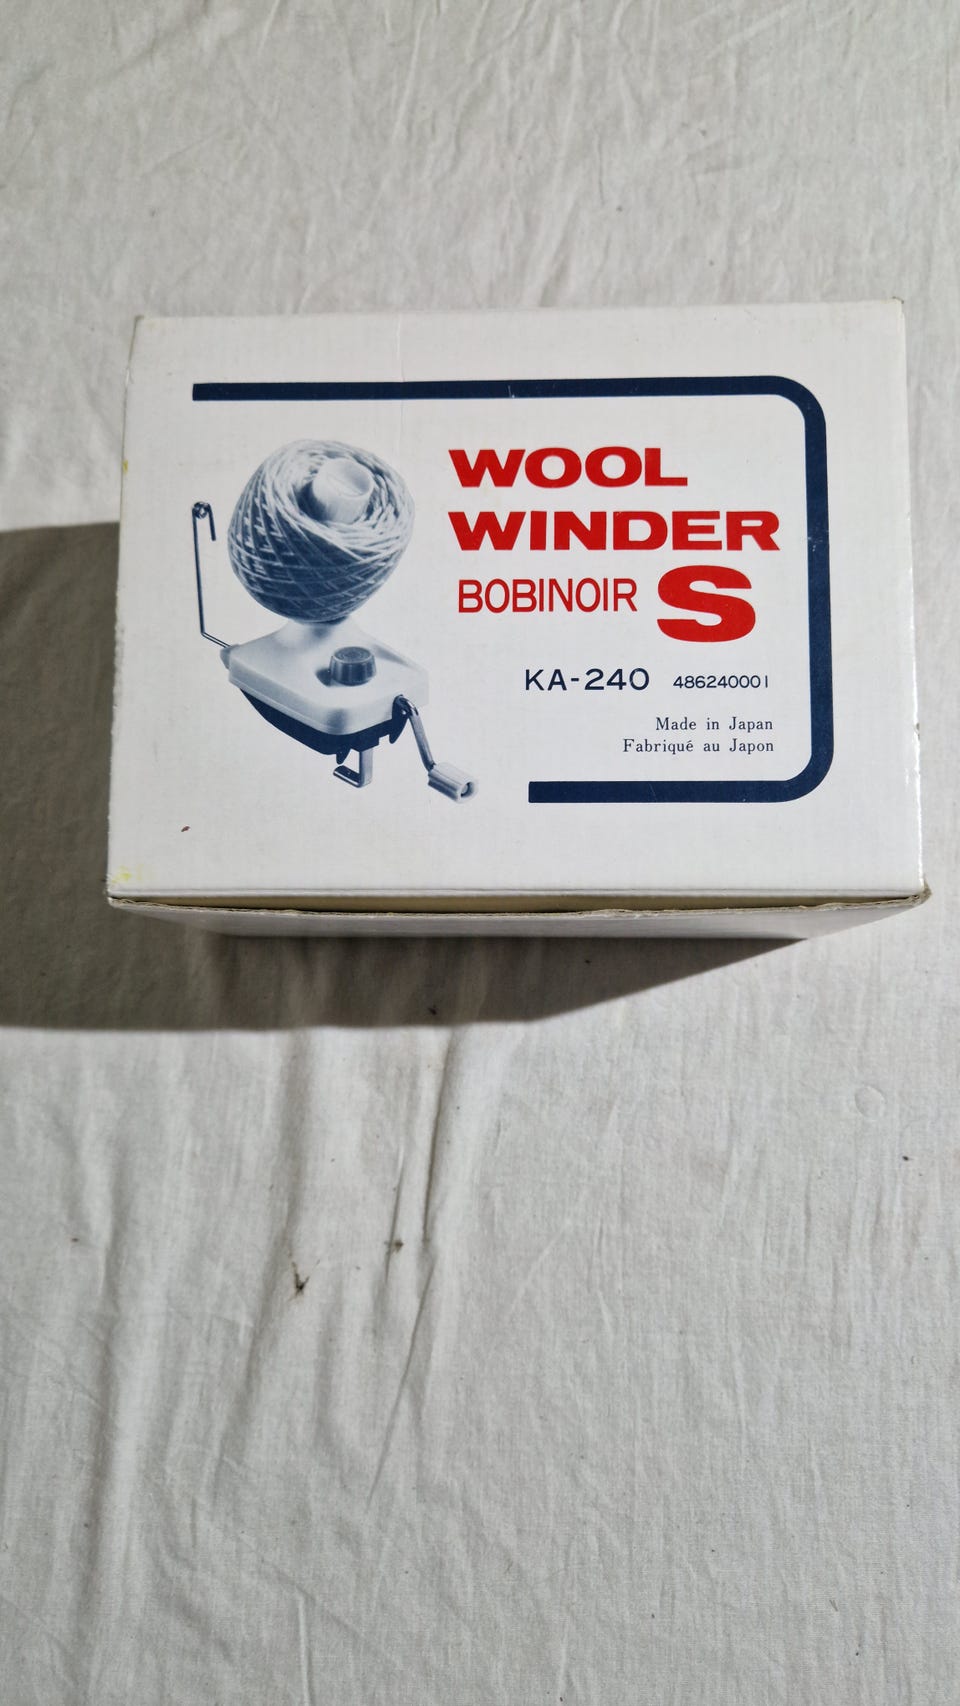 WOOL
WINDER
BOBINOIR S
KA-240 486240001
Made in Japan
Fabriqué au Japon